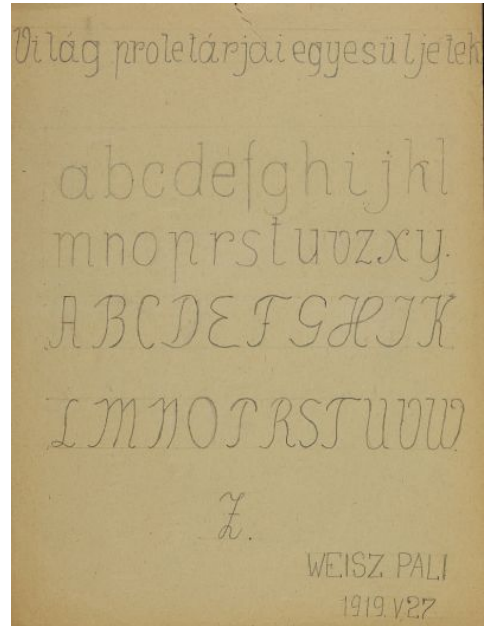 Világ proletárjai egyesüljetek
abcdefghijkl
mnoprstuvzxy.
ABCDEFGHIK
LMNOPRSTUVW
Z.
WEISZ PALI
1919.V.27.